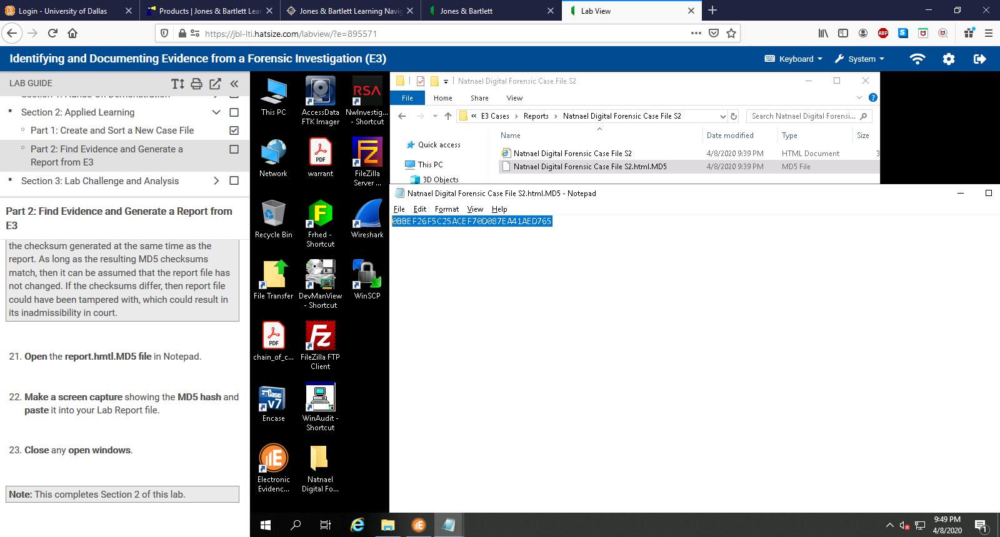 Login - University of Dallas
Products | Jones & Bartlett Lear
Jones & Bartlett Learning Navig
Jones & Bartlett
Lab View
https://jbl-lti.hatsize.com/labview/?e=895571
ABP
S
Identifying and Documenting Evidence from a Forensic Investigation (E3)
Keyboard
System
LAB GUIDE
Section 1: Hands-On Demonstration
Section 2: Applied Learning
Part 1: Create and Sort a New Case File
Part 2: Find Evidence and Generate a
Report from E3
Section 3: Lab Challenge and Analysis
Part 2: Find Evidence and Generate a Report from
E3
the checksum generated at the same time as the
report. As long as the resulting MD5 checksums
match, then it can be assumed that the report file has
not changed. If the checksums differ, then report file
could have been tampered with, which could result in
its inadmissibility in court.
21. Open the report.hmtl.MD5 file in Notepad.
22. Make a screen capture showing the MD5 hash and
paste it into your Lab Report file.
23. Close any open windows.
Note: This completes Section 2 of this lab.
This PC
AccessData
FTK Imager
RSA
NwInvestig...
- Shortcut
Network
PDF
warrant
FileZilla
Server ...
Recycle Bin
Frhed -
Shortcut
Wireshark
File Transfer
DevManView
- Shortcut
WinSCP
PDF
chain_of_c...
FileZilla FTP
Client
EnCase
v7
Encase
WinAudit -
Shortcut
Electronic
Evidenc...
Natnael
Digital Fo...
Natnael Digital Forensic Case File S2
File
Home
Share
View
« E3 Cases > Reports > Natnael Digital Forensic Case File S2
Search Natnael Digital Forensi...
Name
Date modified
Type
Size
Quick access
This PC
3D Objects
Natnael Digital Forensic Case File S2
4/8/2020 9:39 PM
HTML Document
3
Natnael Digital Forensic Case File S2.html.MD5
4/8/2020 9:39 PM
MD5 File
Natnael Digital Forensic Case File S2.html.MD5 - Notepad
File
Edit
Format
View
Help
0BBEF26F5C25ACEF70D087EA41AED765
9:49 PM
4/8/2020
1